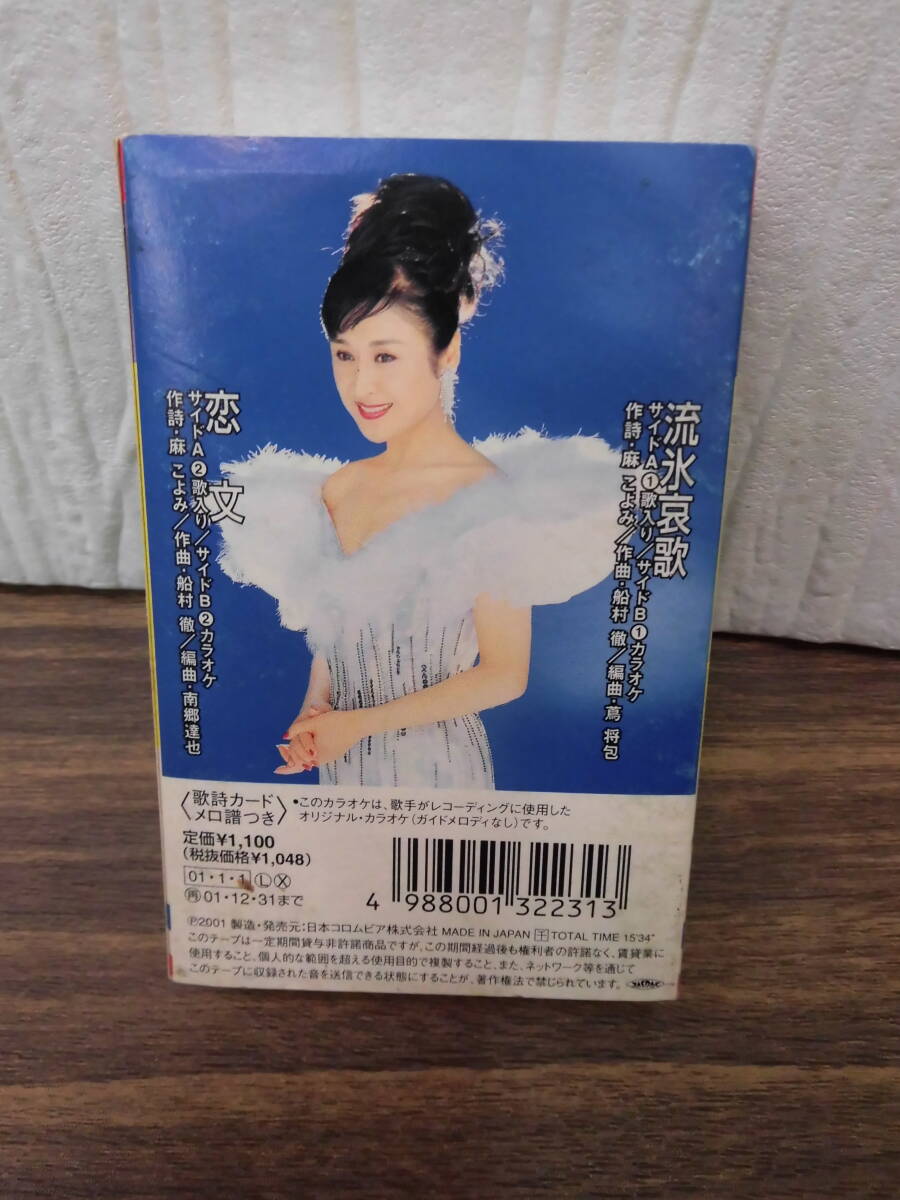 流氷哀歌
サイドA❶歌入り/サイドB❶カラオケ
作詩・麻 こよみ/作曲・船村 徹/編曲・蔦 将包
恋 文
サイドA❷歌入り/サイドB❷カラオケ
作詩・麻 こよみ/作曲・船村 徹/編曲・南郷達也
〈歌詩カード メロ譜つき〉
•このカラオケは、歌手がレコーディングに使用した
オリジナル・カラオケ(ガイドメロディなし)です。
定価¥1,100
(税抜価格¥1,048)
01・1・1 Ⓛ Ⓧ
㋐01・12・31まで
4 988001 322313
Ⓟ2001 製造・発売元:日本コロムビア株式会社 MADE IN JAPAN 干 TOTAL TIME 15'34"
このテープは一定期間貸与非許諾商品ですが、この期間経過後も権利者の許諾なく、賃貸業に
使用すること、個人的な範囲を超える使用目的で複製すること、また、ネットワーク等を通じて
このテープに収録された音を送信できる状態にすることが、著作権法で禁じられています。